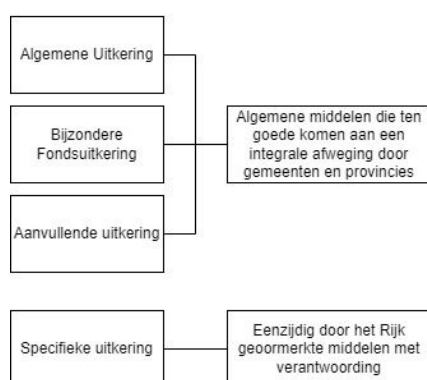 Algemene Uitkering
Bijzondere
Fondsuitkering
Algemene middelen die ten
goede komen aan een
integrale afweging door
gemeenten en provincies
Aanvullende uitkering
Specifieke uitkering
Eenzijdig door het Rijk
geoormerkte middelen met
verantwoording